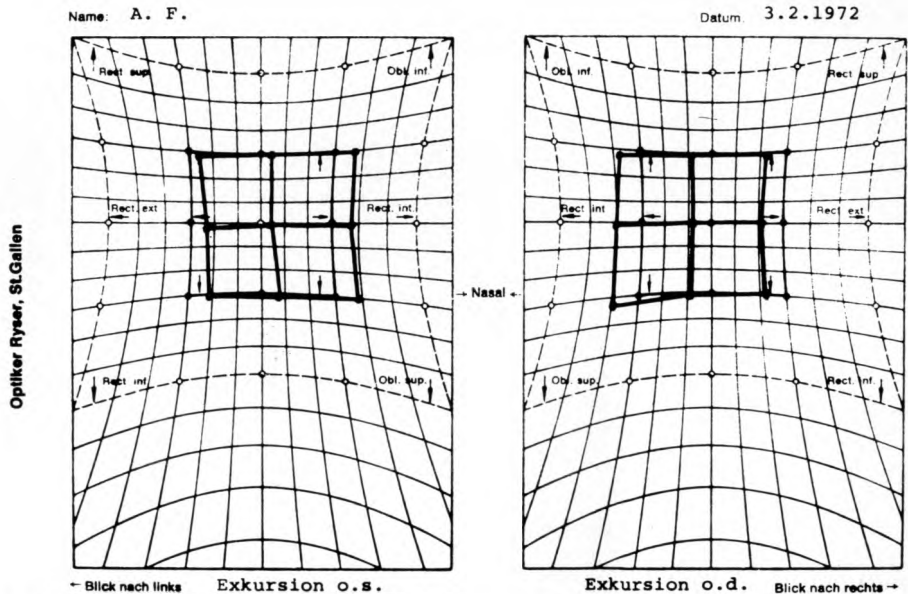 Name: A. F.
Datum. 3.2.1972
Rect. sup.
Obl. inf.
Obl. inf.
Rect. sup
Rect. ext
Rect. int.
Rect. int
Rect. ext
Optiker Ryser, St.Gallen
→ Nasal ←
Rect. inf.
Obl. sup.
Obl. sup.
Rect. inf.
← Blick nach links
Exkursion o.s.
Exkursion o.d.
Blick nach rechts →